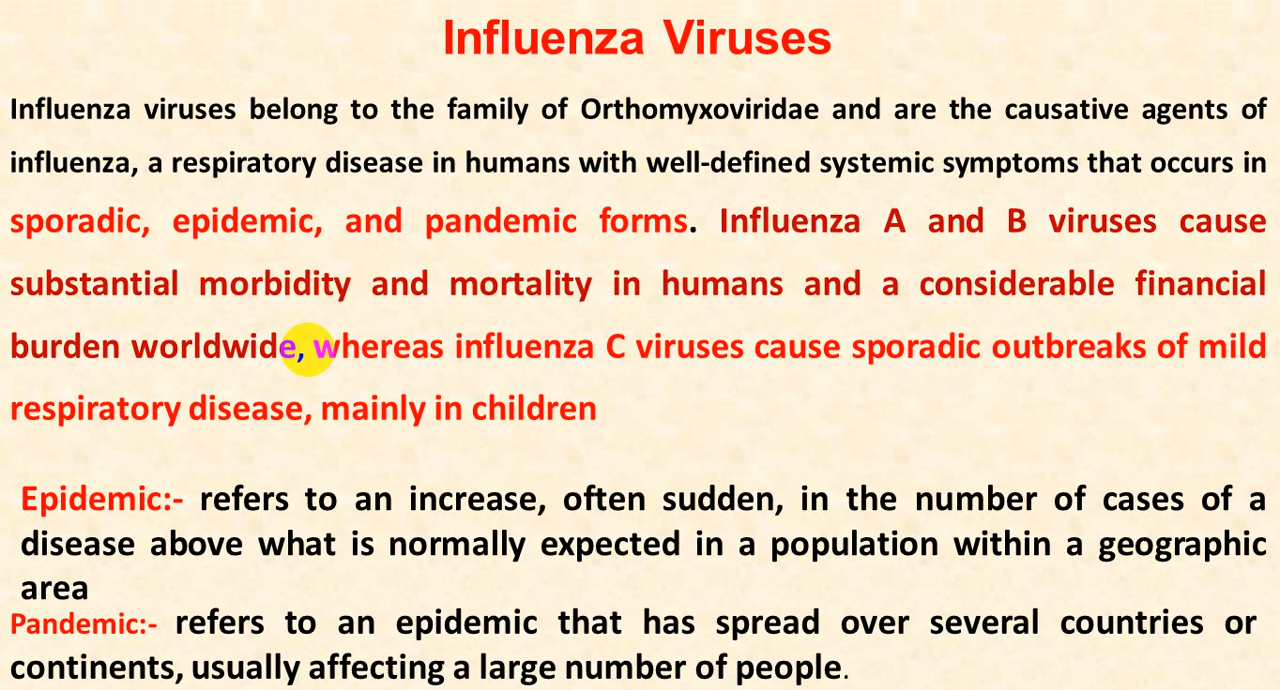 Influenza Viruses
Influenza viruses belong to the family of Orthomyxoviridae and are the causative agents of
influenza, a respiratory disease in humans with well-defined systemic symptoms that occurs in
sporadic, epidemic, and pandemic forms. Influenza A and B viruses cause
substantial morbidity and mortality in humans and a considerable financial
burden worldwide, whereas influenza C viruses cause sporadic outbreaks of mild
respiratory disease, mainly in children
Epidemic:- refers to an increase, often sudden, in the number of cases of a
disease above what is normally expected in a population within a geographic
area
Pandemic:- refers to an epidemic that has spread over several countries or
continents, usually affecting a large number of people.